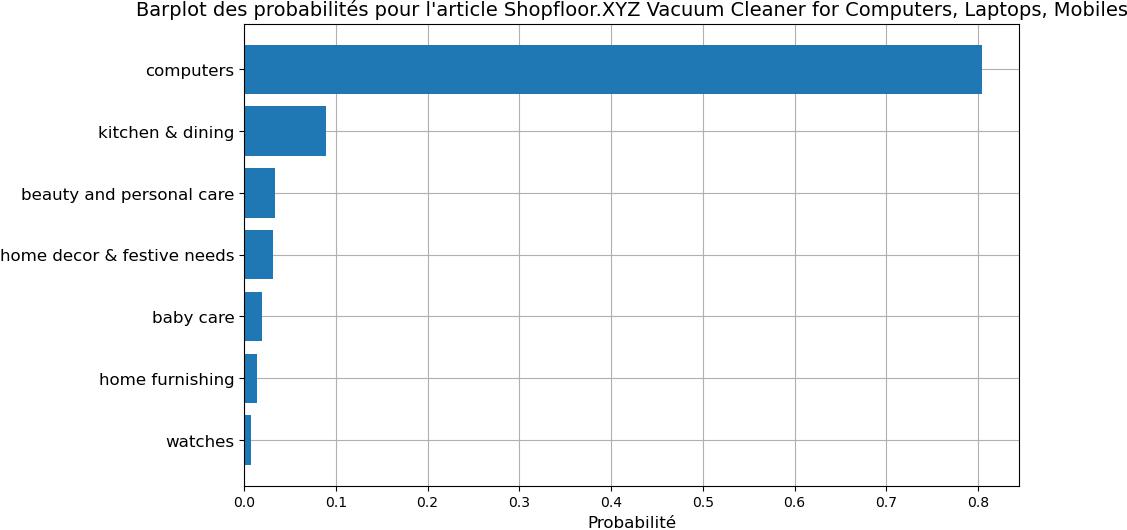 Barplot des probabilités pour l'article Shopfloor.XYZ Vacuum Cleaner for Computers, Laptops, Mobiles
computers
kitchen & dining
beauty and personal care
home decor & festive needs
baby care
home furnishing
watches
0.0 0.1 0.2 0.3 0.4 0.5 0.6 0.7 0.8
Probabilité